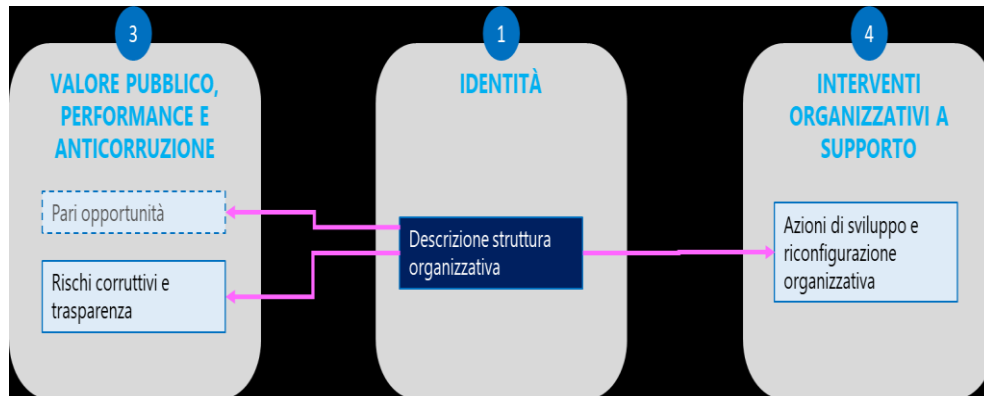 3
VALORE PUBBLICO,
PERFORMANCE E
ANTICORRUZIONE
Pari opportunità
Rischi corruttivi e
trasparenza
1
IDENTITÀ
Descrizione struttura
organizzativa
4
INTERVENTI
ORGANIZZATIVI A
SUPPORTO
Azioni di sviluppo e
riconfigurazione
organizzativa